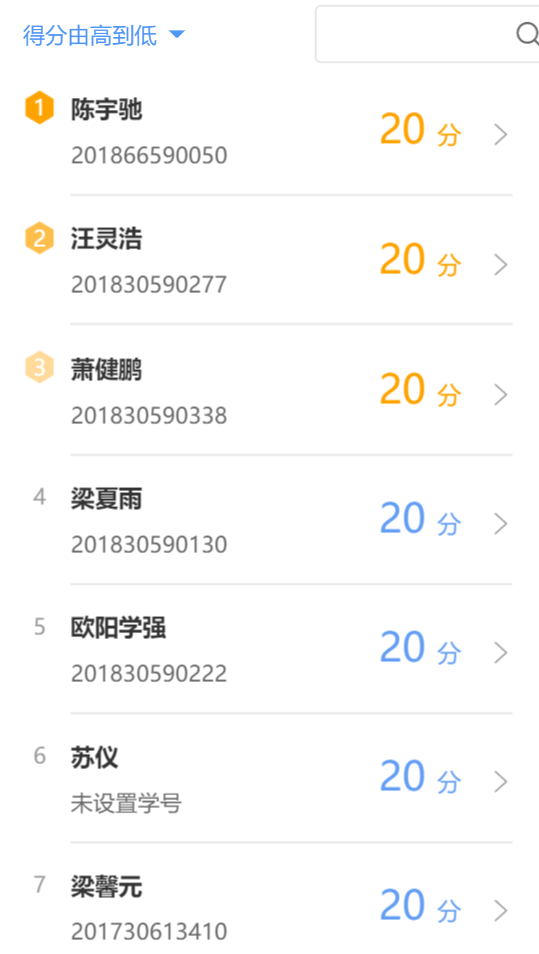 得分由高到低
1 陈宇驰
20 分
201866590050
2 汪灵浩
20 分
201830590277
3 萧健鹏
20 分
201830590338
4 梁夏雨
20 分
201830590130
5 欧阳学强
20 分
201830590222
6 苏仪
20 分
未设置学号
7 梁馨元
20 分
201730613410